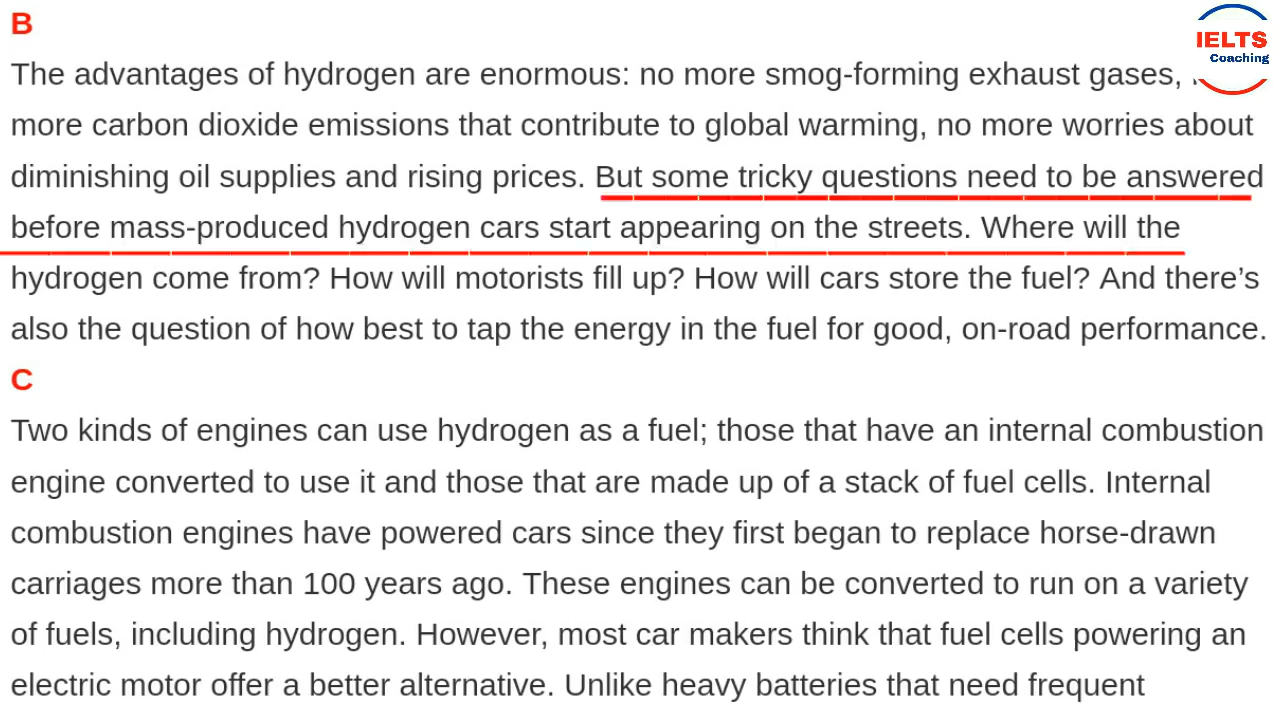 B
IELTS
Coaching
The advantages of hydrogen are enormous: no more smog-forming exhaust gases,
more carbon dioxide emissions that contribute to global warming, no more worries about
diminishing oil supplies and rising prices. But some tricky questions need to be answered
before mass-produced hydrogen cars start appearing on the streets. Where will the
hydrogen come from? How will motorists fill up? How will cars store the fuel? And there’s
also the question of how best to tap the energy in the fuel for good, on-road performance.
C
Two kinds of engines can use hydrogen as a fuel; those that have an internal combustion
engine converted to use it and those that are made up of a stack of fuel cells. Internal
combustion engines have powered cars since they first began to replace horse-drawn
carriages more than 100 years ago. These engines can be converted to run on a variety
of fuels, including hydrogen. However, most car makers think that fuel cells powering an
electric motor offer a better alternative. Unlike heavy batteries that need frequent